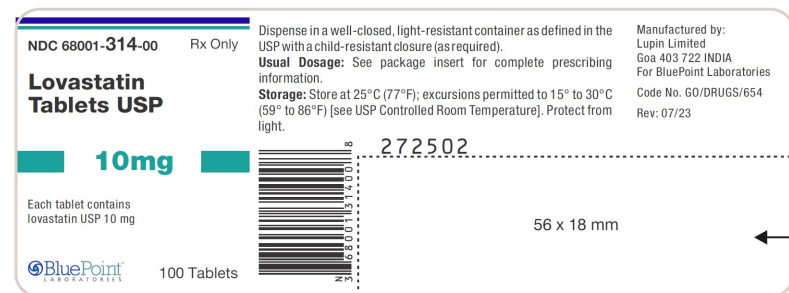 NDC 68001-314-00 Rx Only
Lovastatin
Tablets USP
10mg
Each tablet contains
lovastatin USP 10 mg
BluePoint
LABORATORIES
100 Tablets
Dispense in a well-closed, light-resistant container as defined in the
USP with a child-resistant closure (as required).
Usual Dosage: See package insert for complete prescribing
information.
Storage: Store at 25°C (77°F); excursions permitted to 15° to 30°C
(59° to 86°F) [see USP Controlled Room Temperature]. Protect from
light.
N 3 68001 31400 8
272502
56 x 18 mm
Manufactured by:
Lupin Limited
Goa 403 722 INDIA
For BluePoint Laboratories
Code No. GO/DRUGS/654
Rev: 07/23